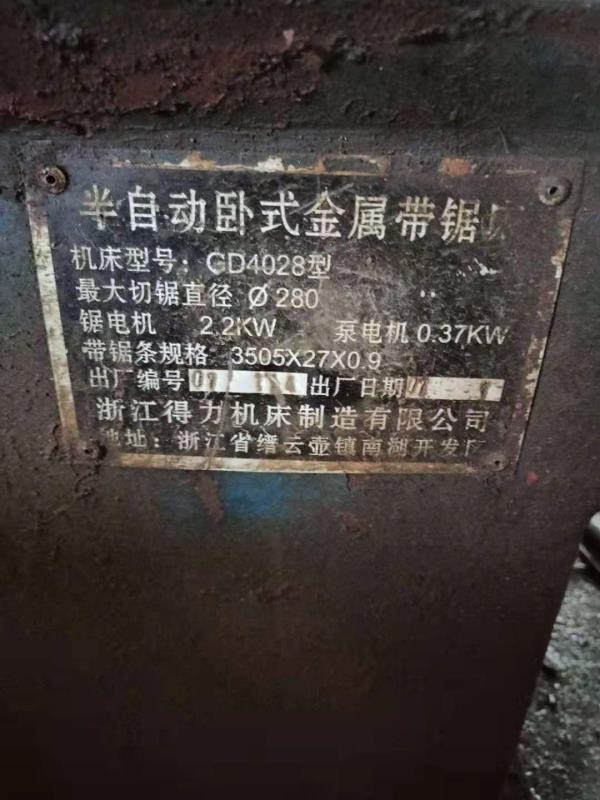 半自动卧式金属带锯
机床型号：GD4028型
最大切锯直径 Ø 280
锯电机 2.2KW 泵电机 0.37KW
带锯条规格 3505X27X0.9
出厂编号 出厂日期
浙江得力机床制造有限公司
地址：浙江省缙云壶镇南湖开发区